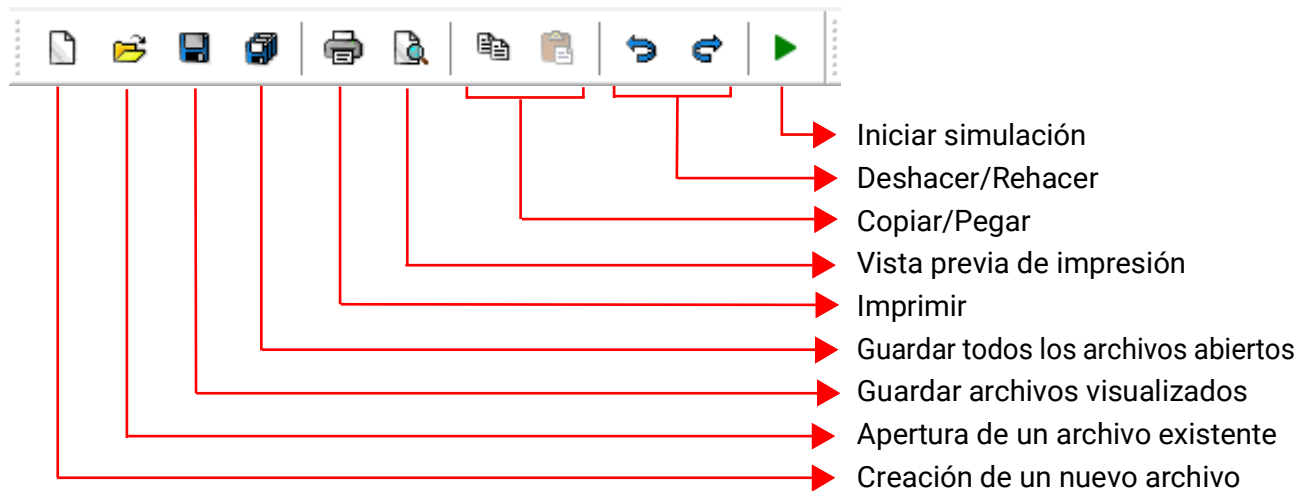 Iniciar simulación
Deshacer/Rehacer
Copiar/Pegar
Vista previa de impresión
Imprimir
Guardar todos los archivos abiertos
Guardar archivos visualizados
Apertura de un archivo existente
Creación de un nuevo archivo